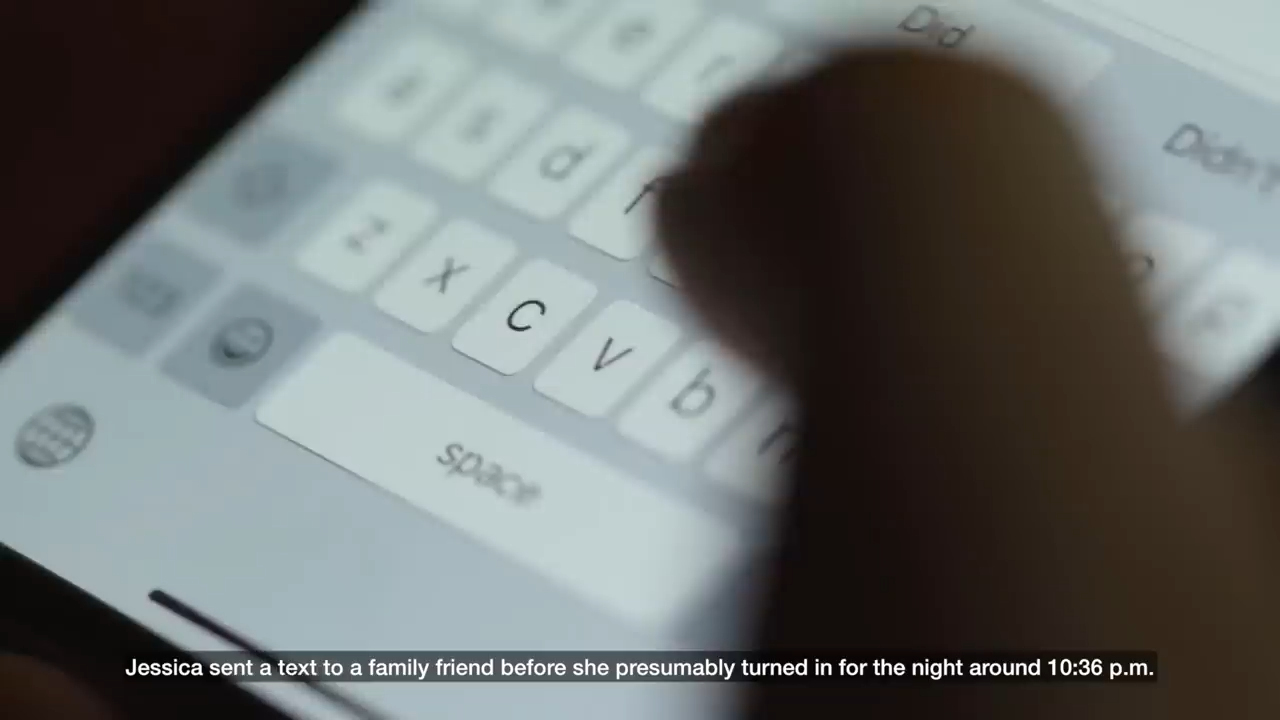 Did
Didn't
e
r
a
s
d
f
z
x
c
v
b
n
123
space
Jessica sent a text to a family friend before she presumably turned in for the night around 10:36 p.m.